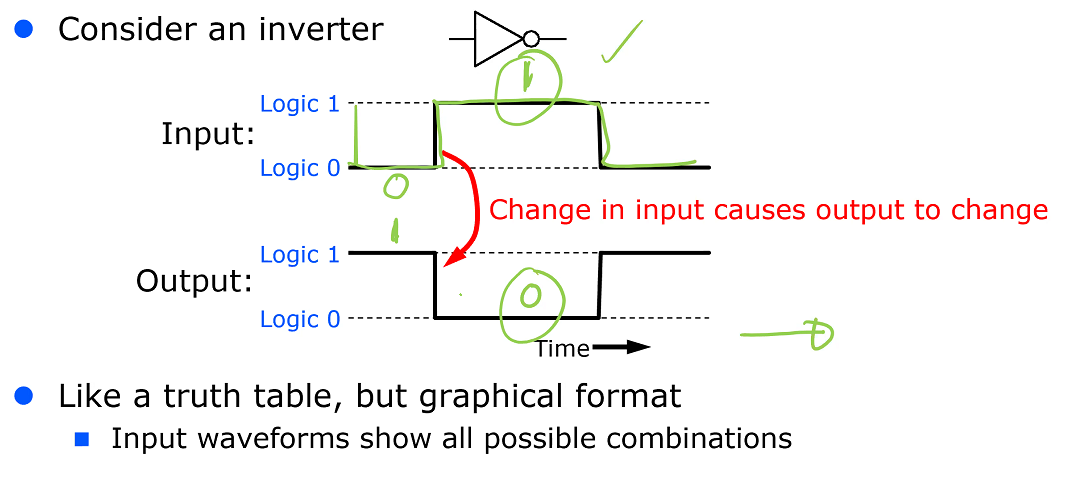 Consider an inverter
1
Logic 1
Input:
Logic 0
0
Change in input causes output to change
1
Logic 1
Output:
0
Logic 0
Time
Like a truth table, but graphical format
Input waveforms show all possible combinations